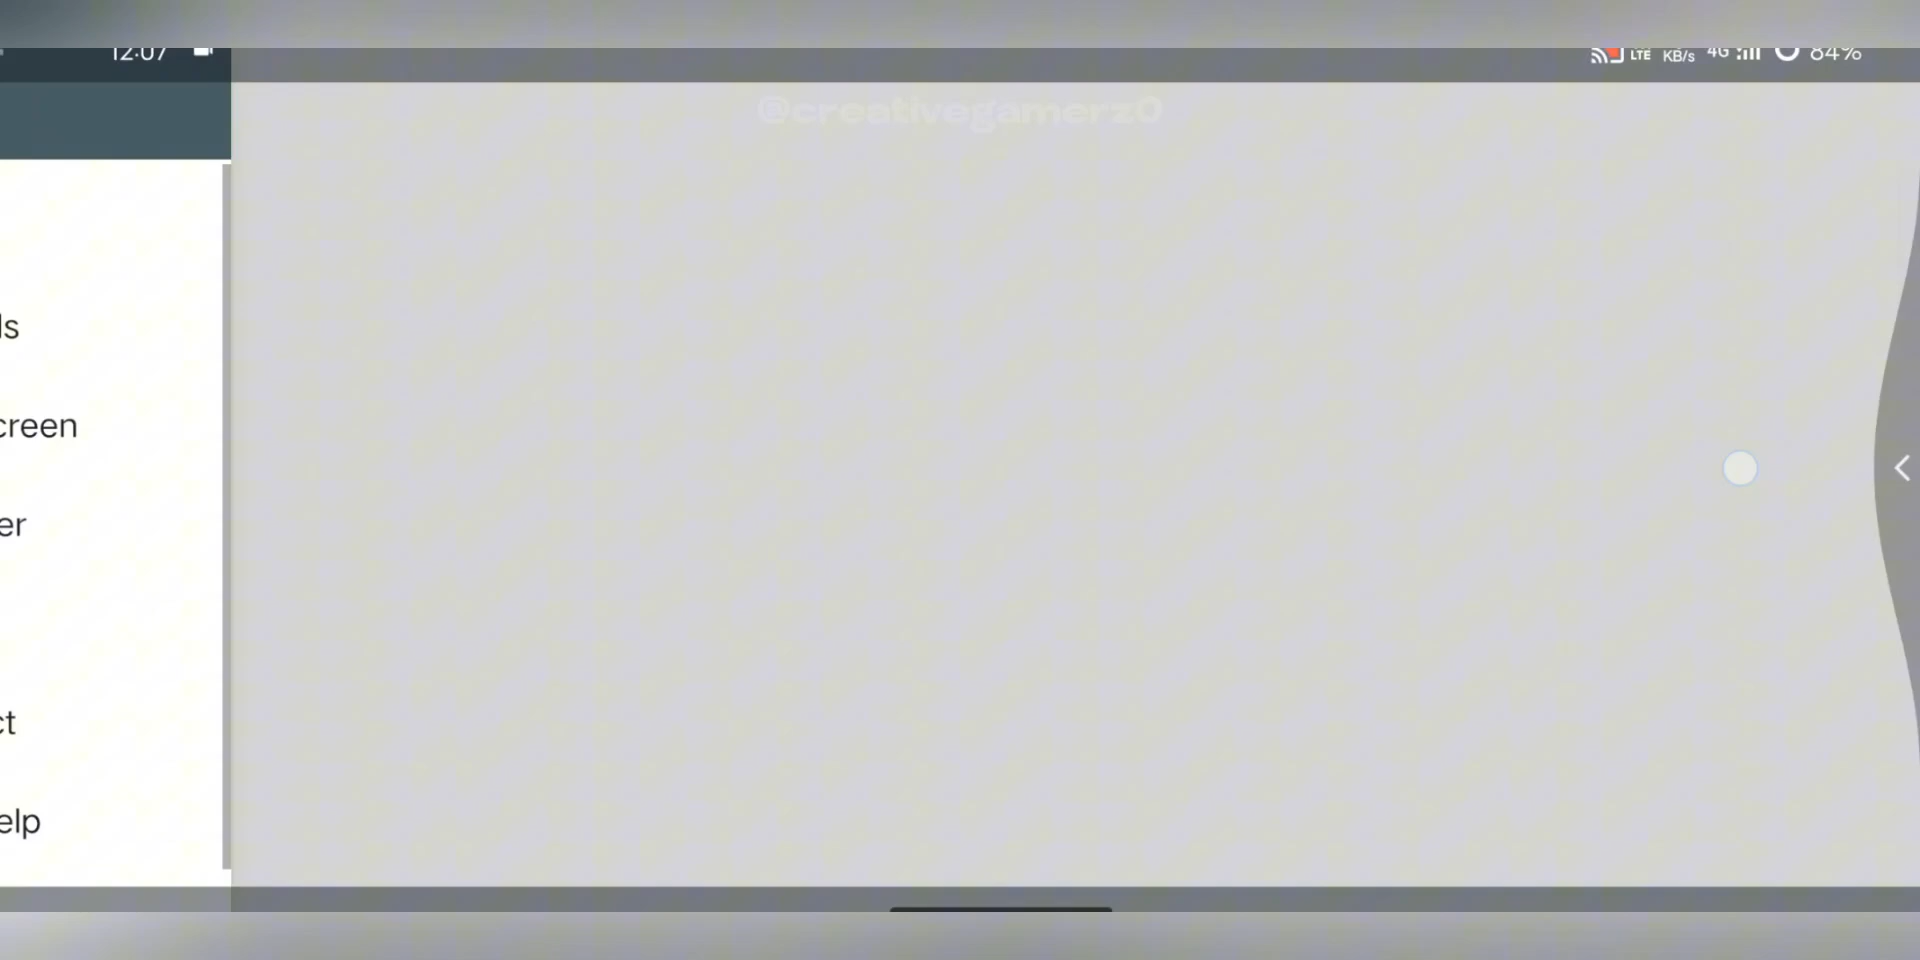 12:07
LTE KB/s 4G 84%
@creativegamerz0
ls
creen
er
ct
elp